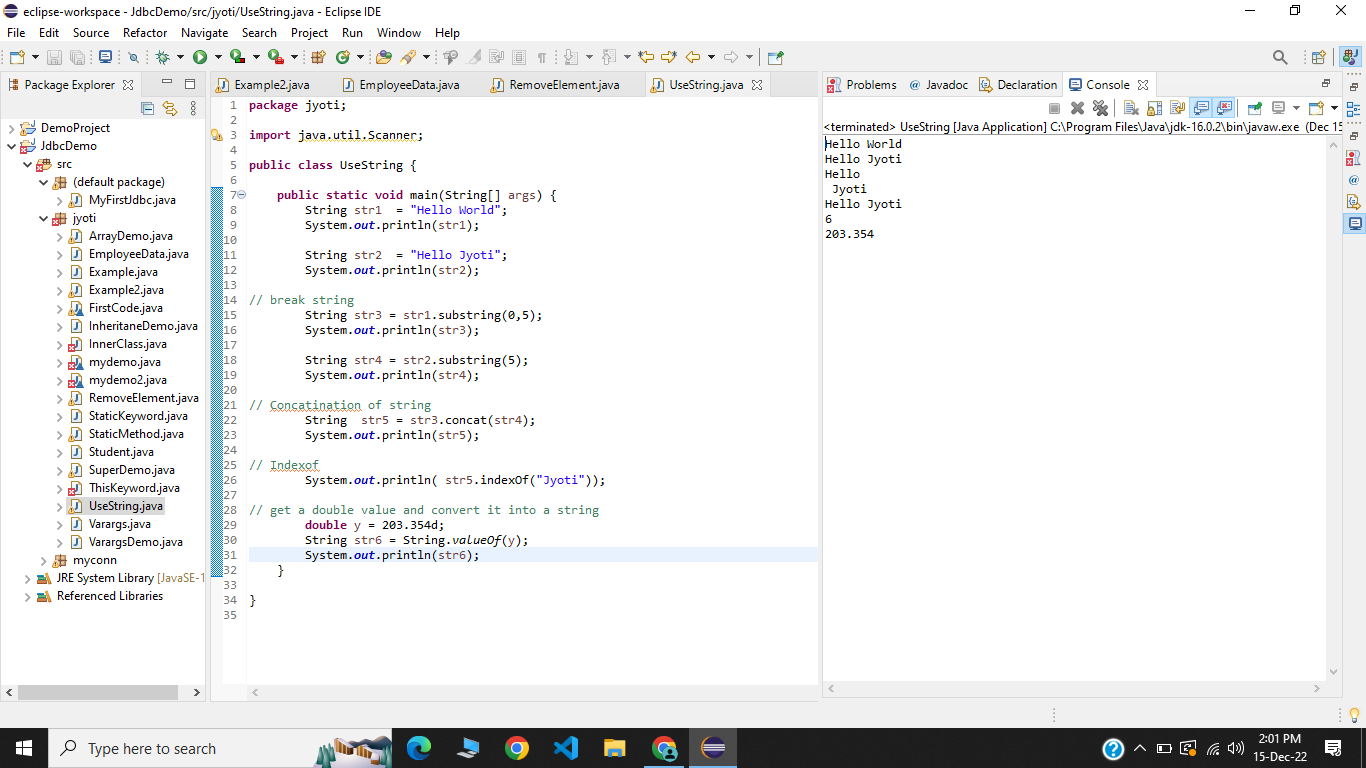 eclipse-workspace - JdbcDemo/src/jyoti/UseString.java - Eclipse IDE
File Edit Source Refactor Navigate Search Project Run Window Help
Package Explorer
DemoProject
JdbcDemo
src
(default package)
MyFirstJdbc.java
jyoti
ArrayDemo.java
EmployeeData.java
Example.java
Example2.java
FirstCode.java
InheritaneDemo.java
InnerClass.java
mydemo.java
mydemo2.java
RemoveElement.java
StaticKeyword.java
StaticMethod.java
Student.java
SuperDemo.java
ThisKeyword.java
UseString.java
Varargs.java
VarargsDemo.java
myconn
JRE System Library [JavaSE-1
Referenced Libraries
Example2.java EmployeeData.java RemoveElement.java UseString.java
1 package jyoti;
2
3 import java.util.Scanner;
4
5 public class UseString {
6
7 public static void main(String[] args) {
8 String str1  = "Hello World";
9 System.out.println(str1);
10
11 String str2  = "Hello Jyoti";
12 System.out.println(str2);
13
14 // break string
15 String str3 = str1.substring(0,5);
16 System.out.println(str3);
17
18 String str4 = str2.substring(5);
19 System.out.println(str4);
20
21 // Concatination of string
22 String  str5 = str3.concat(str4);
23 System.out.println(str5);
24
25 // Indexof
26 System.out.println( str5.indexOf("Jyoti"));
27
28 // get a double value and convert it into a string
29 double y = 203.354d;
30 String str6 = String.valueOf(y);
31 System.out.println(str6);
32 }
33
34 }
35
Problems @ Javadoc Declaration Console
<terminated> UseString [Java Application] C:\Program Files\Java\jdk-16.0.2\bin\javaw.exe  (Dec 15
Hello World
Hello Jyoti
Hello
 Jyoti
Hello Jyoti
6
203.354
Type here to search
2:01 PM
15-Dec-22